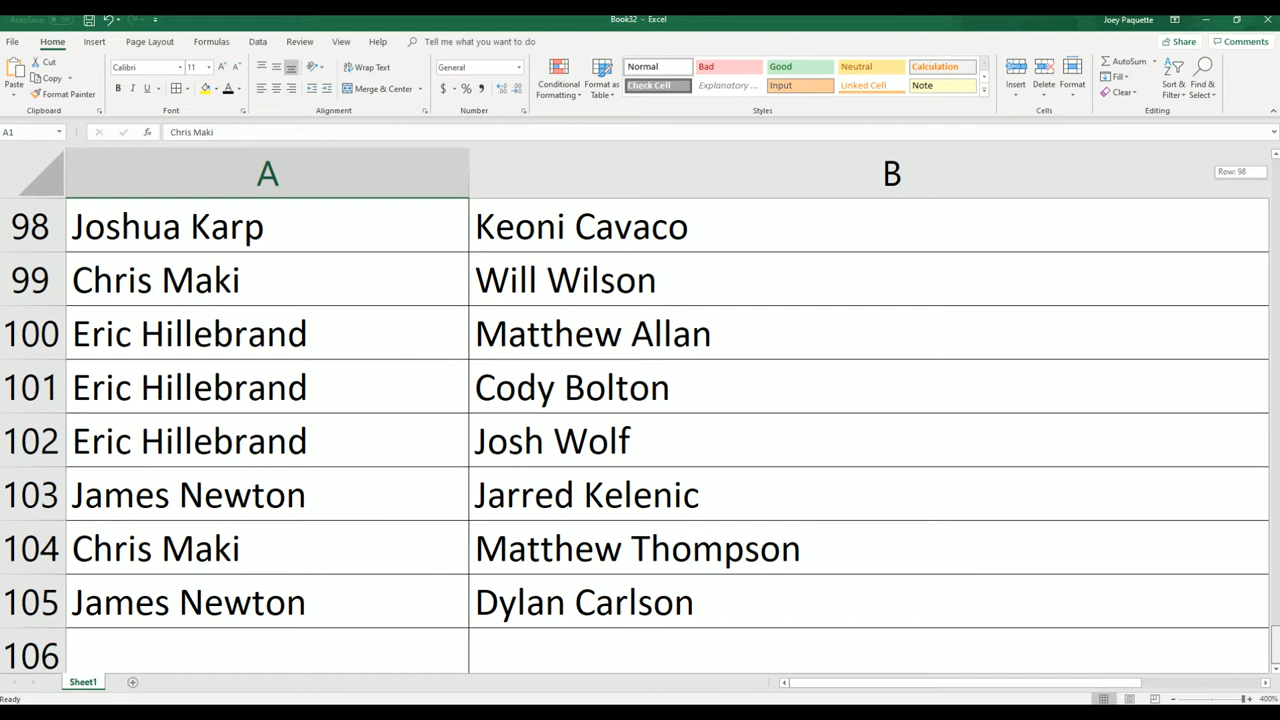 AutoSave Off
Book32 - Excel
Joey Paquette
File Home Insert Page Layout Formulas Data Review View Help Tell me what you want to do
Share Comments
Paste
Cut
Copy
Format Painter
Clipboard
Calibri 11
B I U
Font
Wrap Text
Merge & Center
Alignment
General
$ % 9
Number
Conditional Formatting
Format as Table
Normal Bad Good Neutral Calculation
Check Cell Explanatory ... Input Linked Cell Note
Styles
Insert Delete Format
Cells
AutoSum
Fill
Clear
Sort & Filter
Find & Select
Editing
A1 fx Chris Maki
A B
Row: 98
98 Joshua Karp Keoni Cavaco
99 Chris Maki Will Wilson
100 Eric Hillebrand Matthew Allan
101 Eric Hillebrand Cody Bolton
102 Eric Hillebrand Josh Wolf
103 James Newton Jarred Kelenic
104 Chris Maki Matthew Thompson
105 James Newton Dylan Carlson
106
Sheet1
Ready
400%